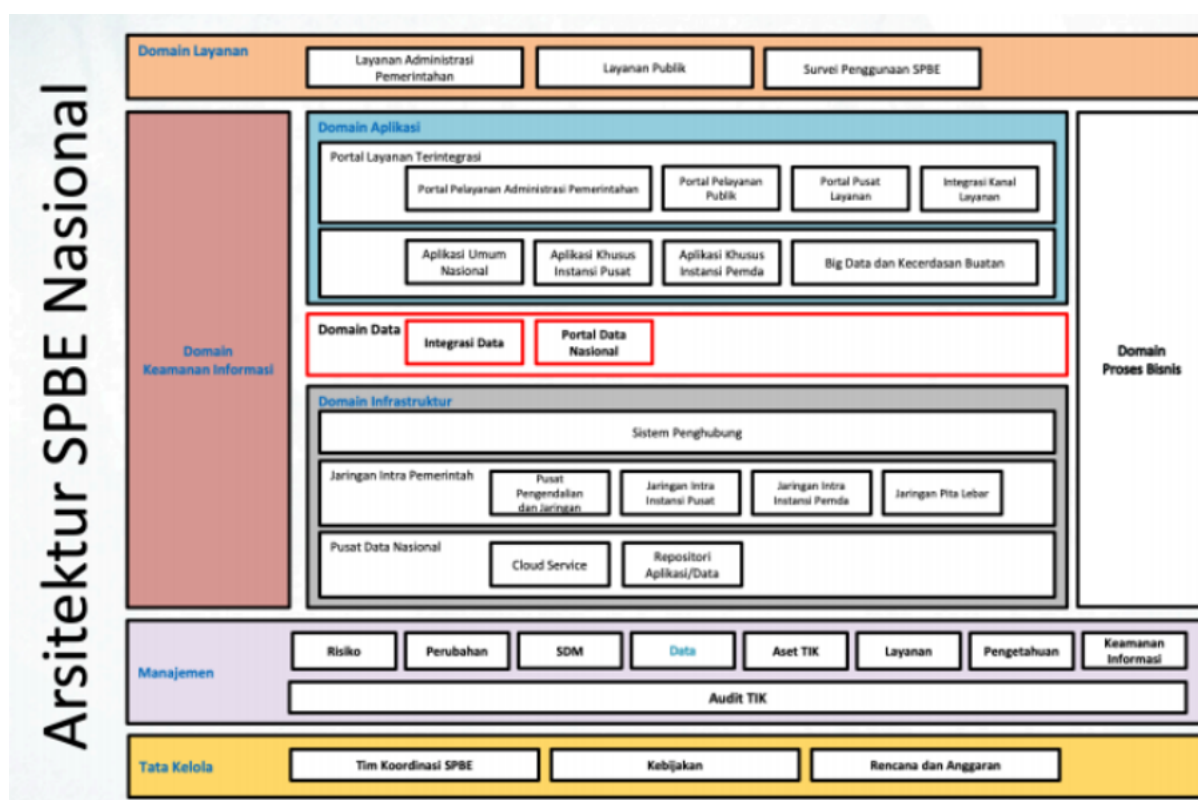 Arsitektur SPBE Nasional
Domain Layanan
Layanan Administrasi
Pemerintahan
Layanan Publik
Survei Penggunaan SPBE
Domain
Keamanan Informasi
Domain Aplikasi
Portal Layanan Terintegrasi
Portal Pelayanan Administrasi Pemerintahan
Portal Pelayanan
Publik
Portal Pusat
Layanan
Integrasi Kanal
Layanan
Aplikasi Umum
Nasional
Aplikasi Khusus
Instansi Pusat
Aplikasi Khusus
Instansi Pemda
Big Data dan Kecerdasan Buatan
Domain Data
Integrasi Data
Portal Data
Nasional
Domain Infrastruktur
Sistem Penghubung
Jaringan Intra Pemerintah
Pusat
Pengendalian
dan Jaringan
Jaringan Intra
Instansi Pusat
Jaringan Intra
Instansi Pemda
Jaringan Pita Lebar
Pusat Data Nasional
Cloud Service
Repositori
Aplikasi/Data
Domain
Proses Bisnis
Manajemen
Risiko
Perubahan
SDM
Data
Aset TIK
Layanan
Pengetahuan
Keamanan
Informasi
Audit TIK
Tata Kelola
Tim Koordinasi SPBE
Kebijakan
Rencana dan Anggaran